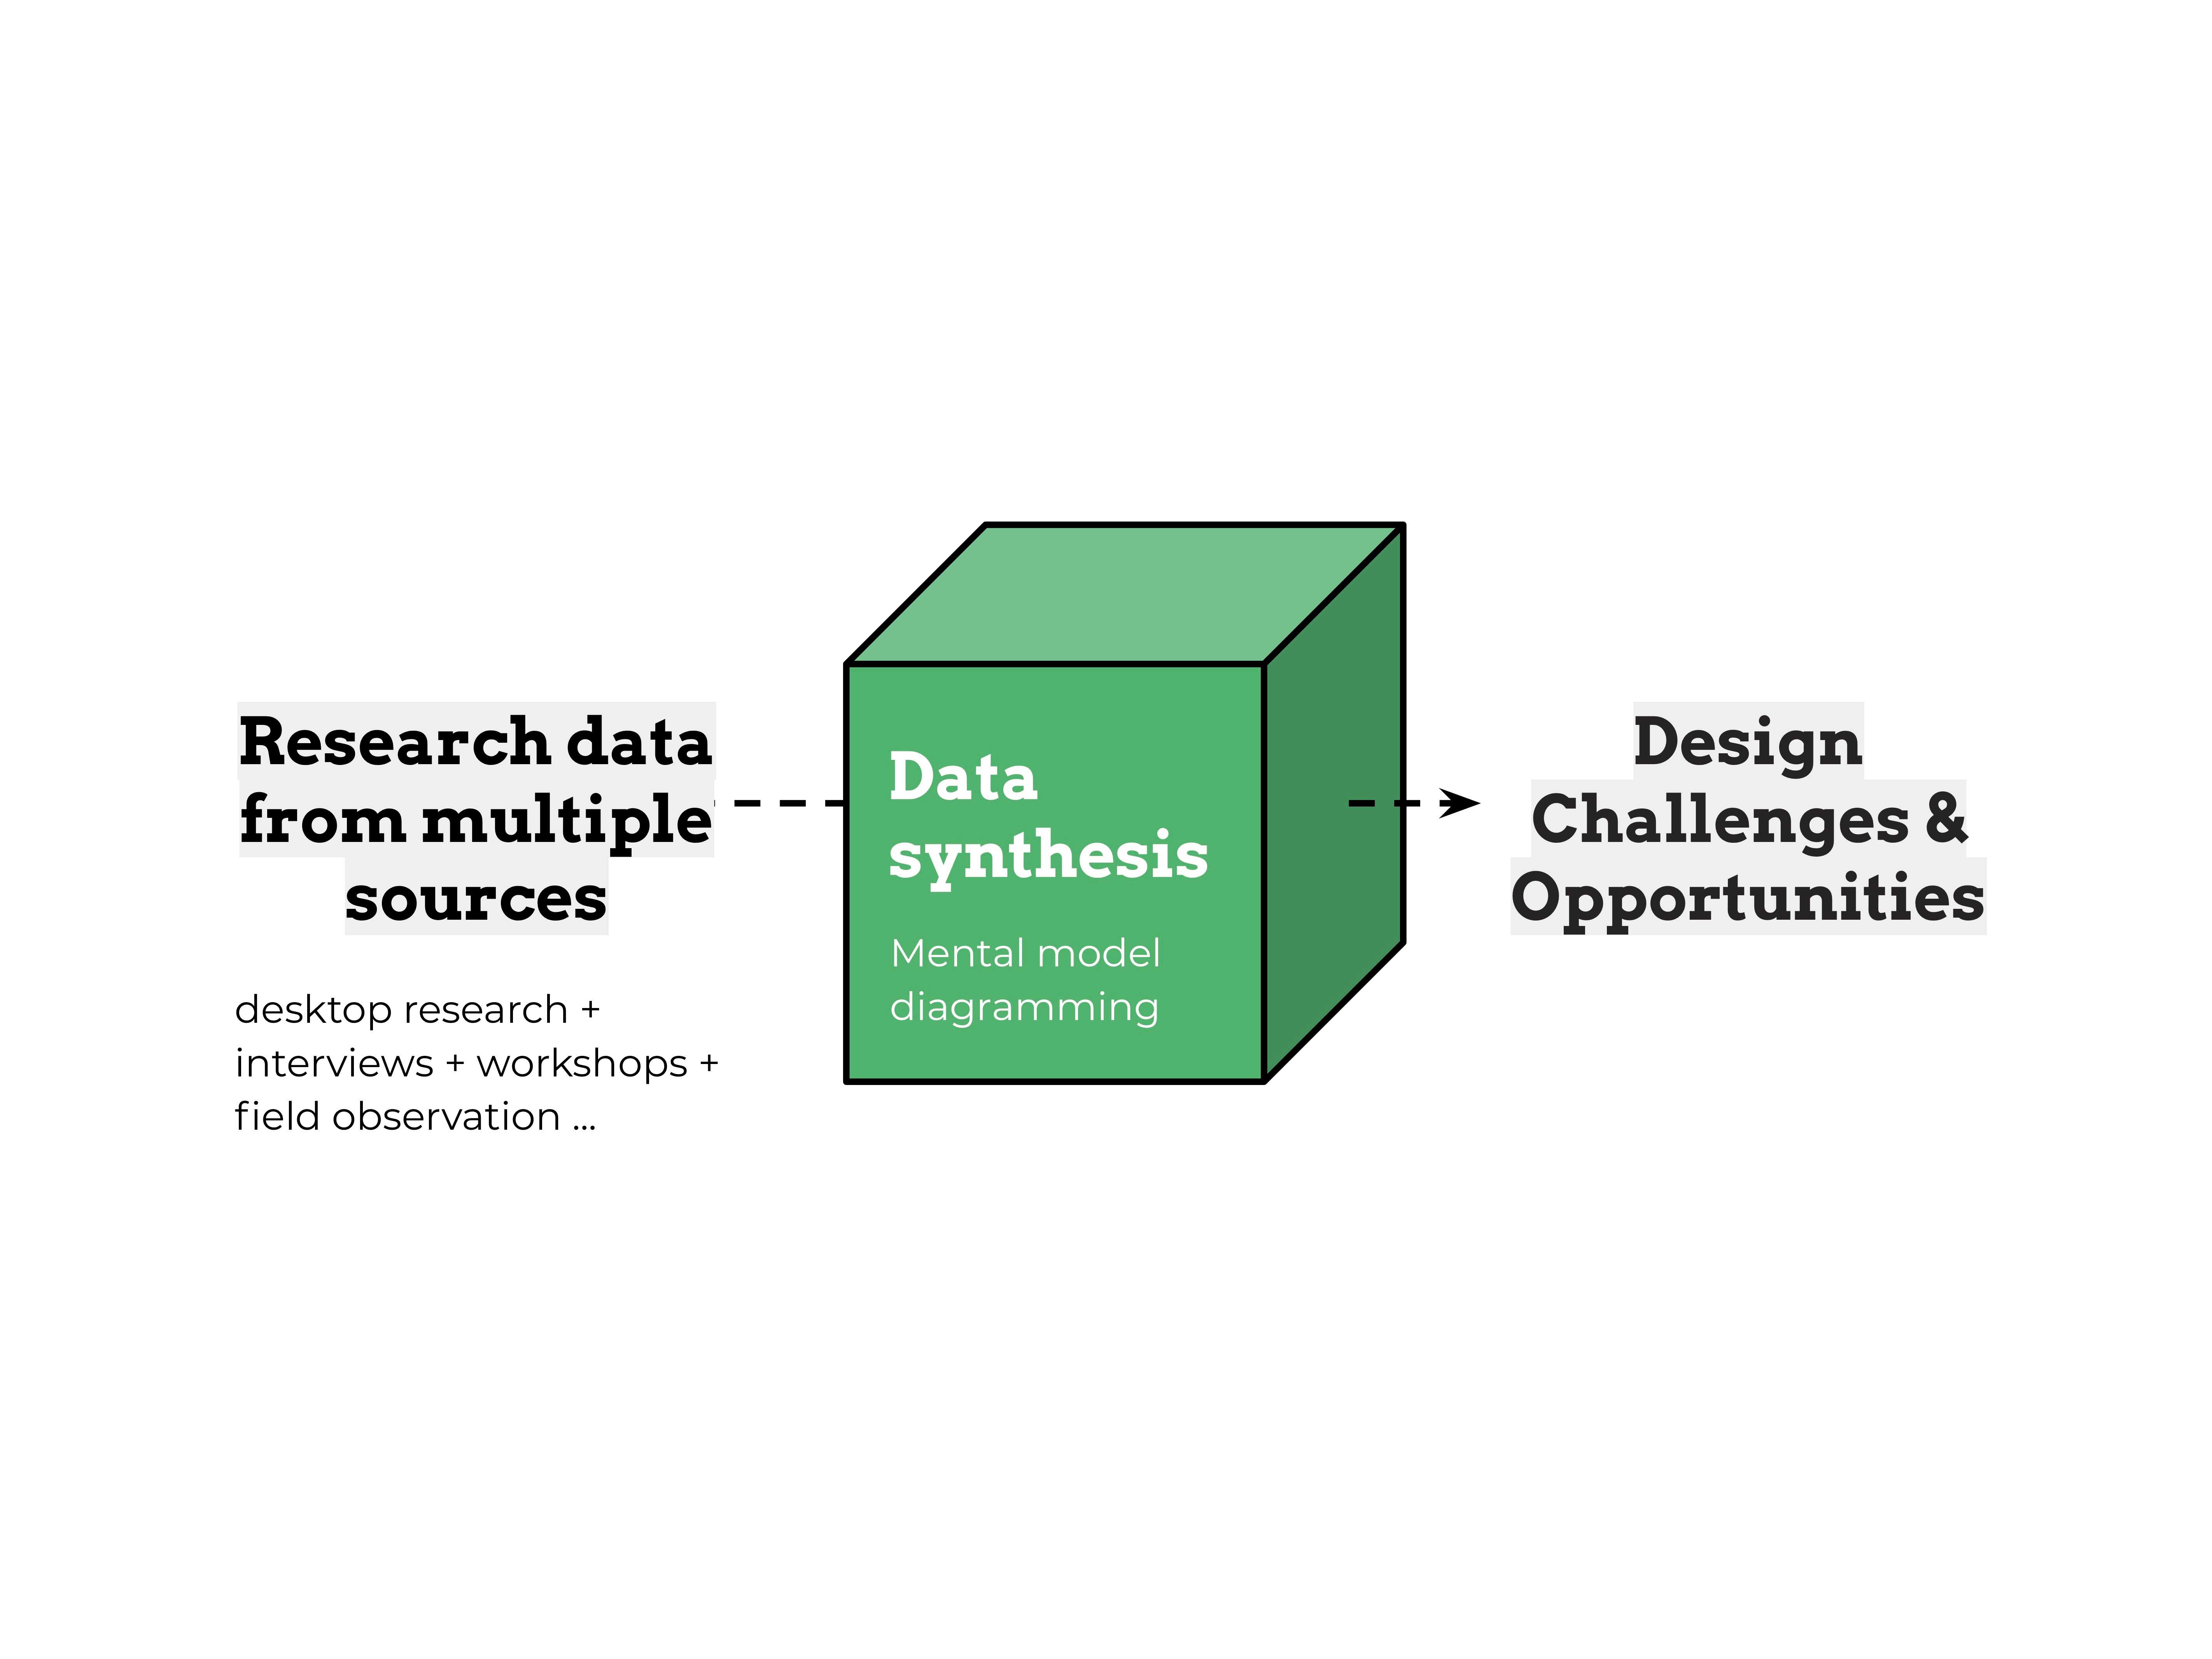 Research data
from multiple
sources
desktop research +
interviews + workshops +
field observation ...
Data
synthesis
Mental model
diagramming
Design
Challenges &
Opportunities